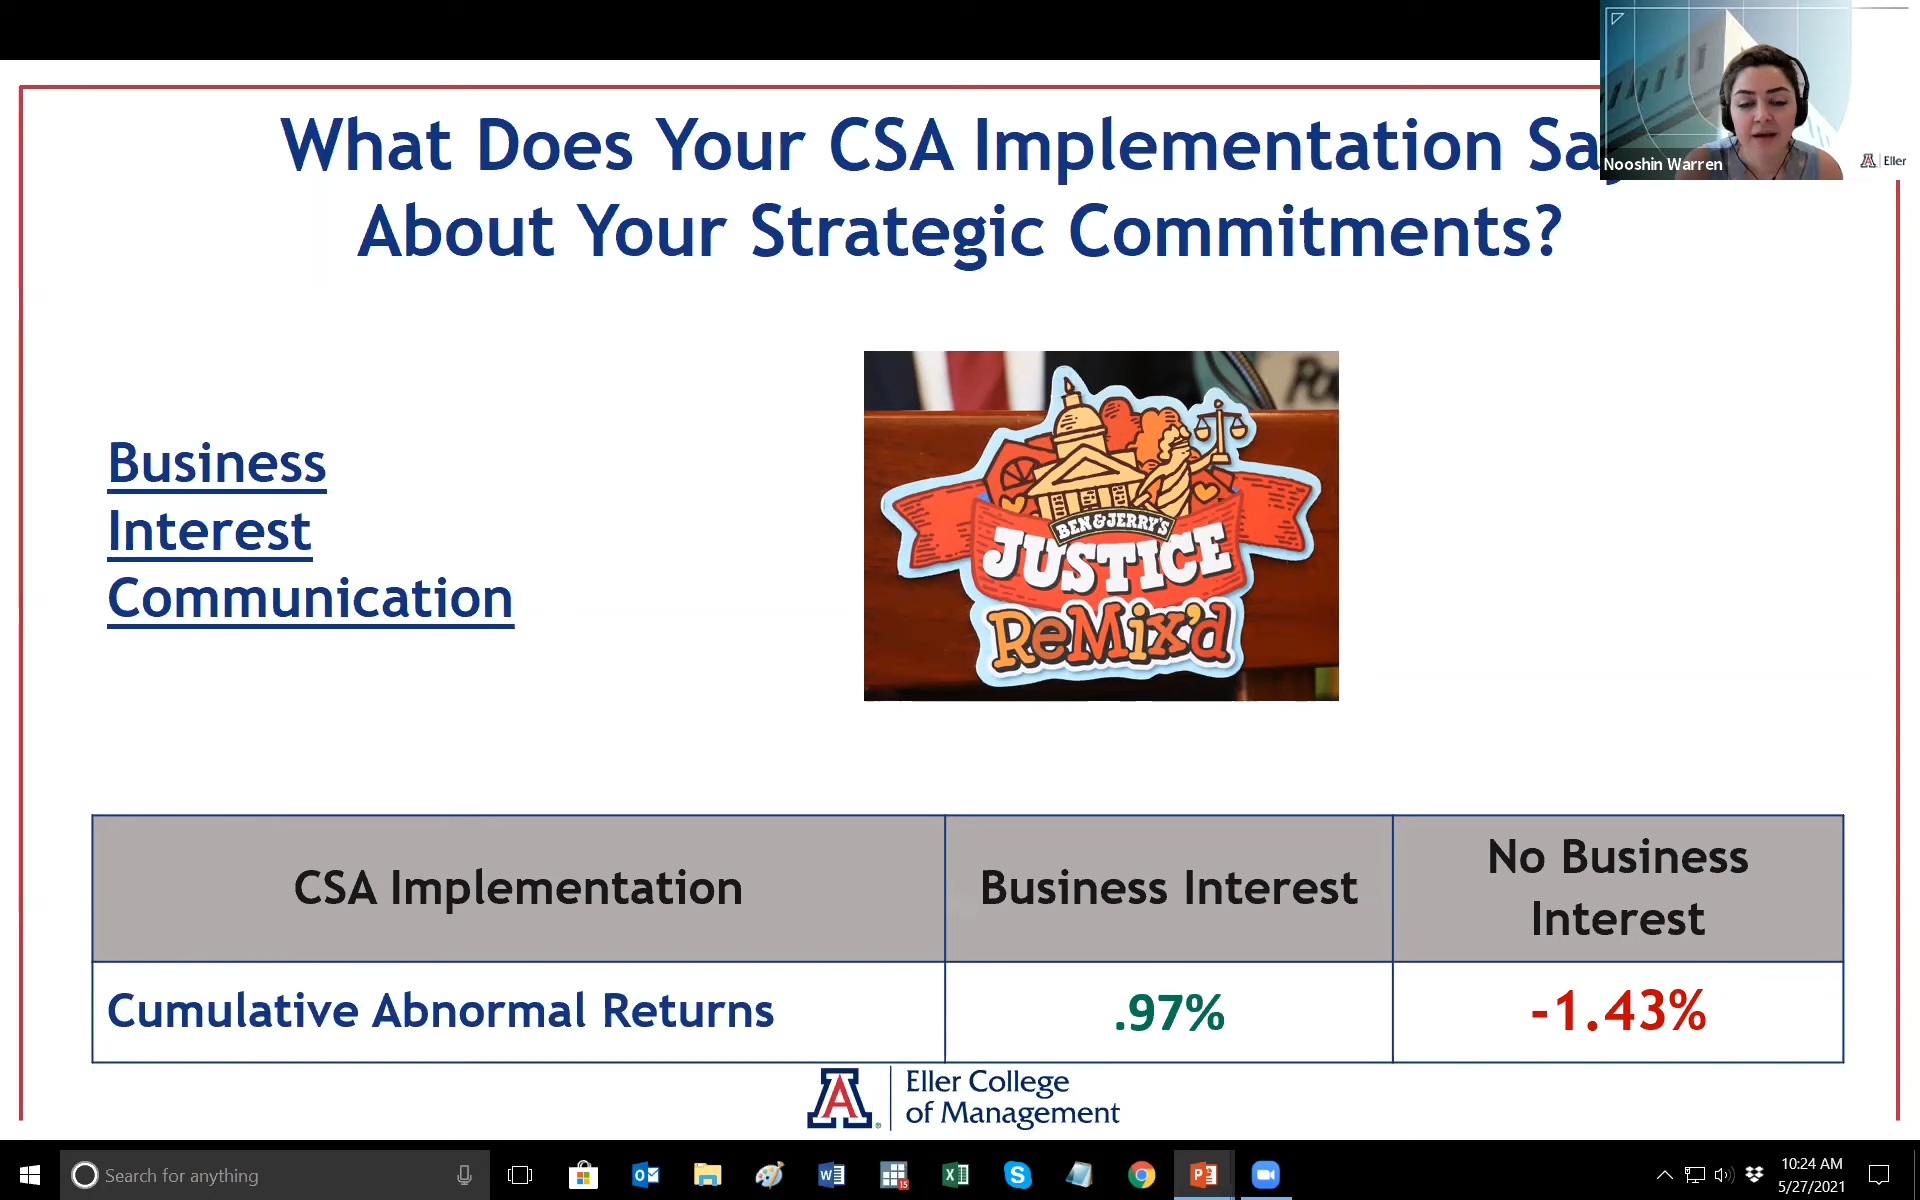 What Does Your CSA Implementation Sa
About Your Strategic Commitments?
Nooshin Warren
A Eller
Business
Interest
Communication
BEN & JERRY'S
JUSTICE
ReMix'd
CSA Implementation
Business Interest
No Business
Interest
Cumulative Abnormal Returns
.97%
-1.43%
A
Eller College
of Management
Search for anything
10:24 AM
5/27/2021